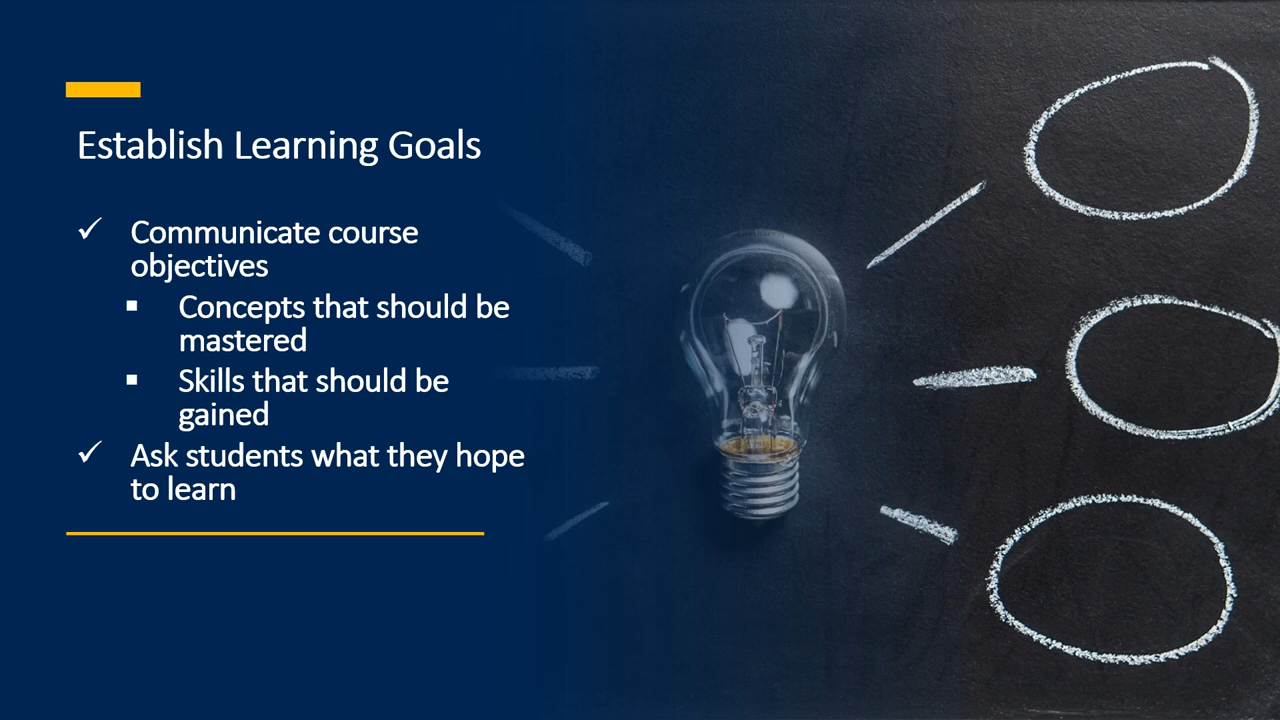 Establish Learning Goals
✓ Communicate course
objectives
▪ Concepts that should be
mastered
▪ Skills that should be
gained
✓ Ask students what they hope
to learn